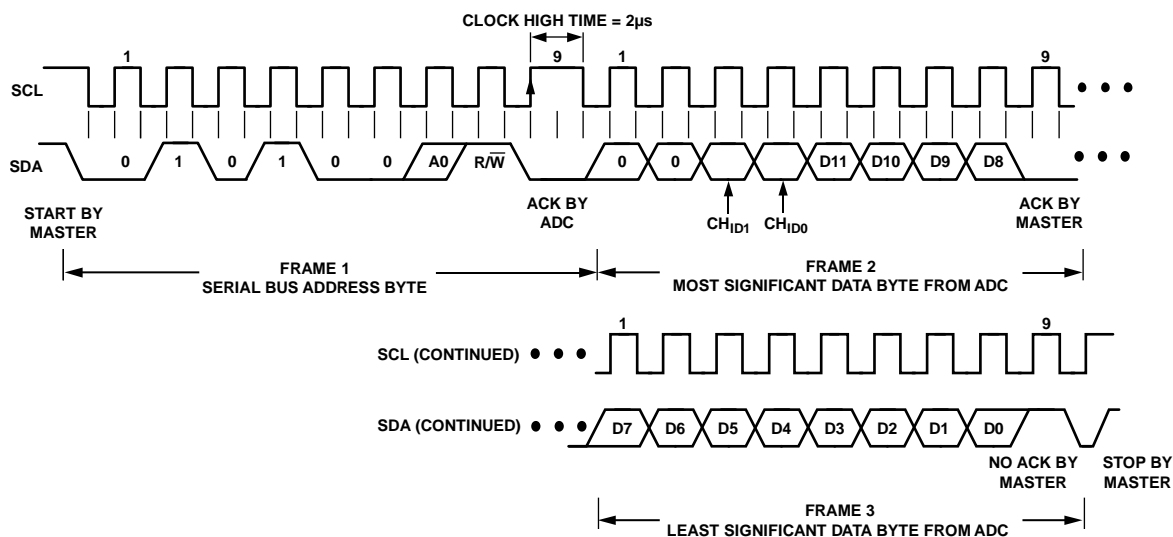 CLOCK HIGH TIME = 2µs
1 9 1 9
SCL
SDA
0 1 0 1 0 0 A0 R/W̅ 0 0 D11 D10 D9 D8
START BY
MASTER
ACK BY
ADC
CHID1 CHID0
ACK BY
MASTER
FRAME 1
SERIAL BUS ADDRESS BYTE
FRAME 2
MOST SIGNIFICANT DATA BYTE FROM ADC
1 9
SCL (CONTINUED)
SDA (CONTINUED)
D7 D6 D5 D4 D3 D2 D1 D0
NO ACK BY
MASTER
STOP BY
MASTER
FRAME 3
LEAST SIGNIFICANT DATA BYTE FROM ADC